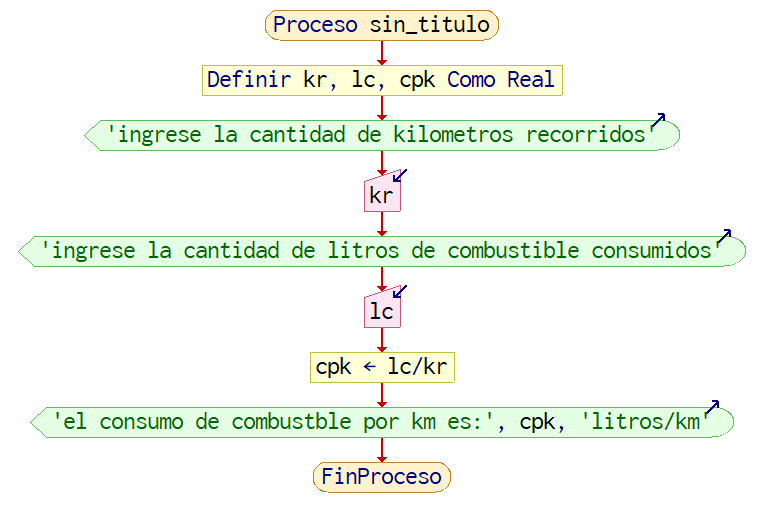 Proceso sin_titulo
Definir kr, lc, cpk Como Real
'ingrese la cantidad de kilometros recorridos'
kr
'ingrese la cantidad de litros de combustible consumidos'
lc
cpk ← lc/kr
'el consumo de combustble por km es:', cpk, 'litros/km'
FinProceso